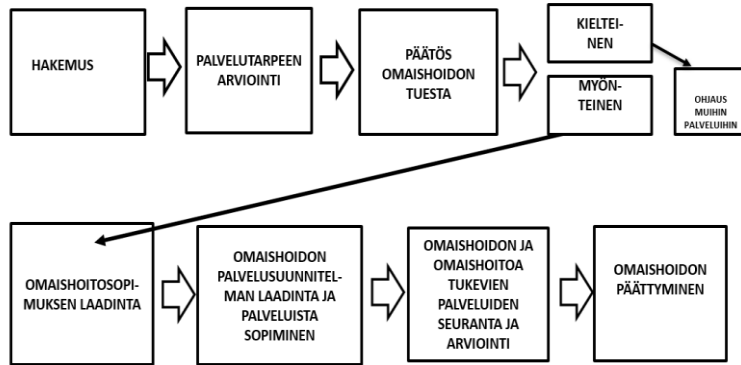 HAKEMUS
PALVELUTARPEEN
ARVIOINTI
PÄÄTÖS
OMAISHOIDON
TUESTA
KIELTEI-
NEN
MYÖN-
TEINEN
OHJAUS
MUIHIN
PALVELUIHIN
OMAISHOITOSOPI-
MUKSEN LAADINTA
OMAISHOIDON
PALVELUSUUNNITEL-
MAN LAADINTA JA
PALVELUISTA
SOPIMINEN
OMAISHOIDON JA
OMAISHOITOA
TUKEVIEN
PALVELUIDEN
SEURANTA JA
ARVIOINTI
OMAISHOIDON
PÄÄTTYMINEN